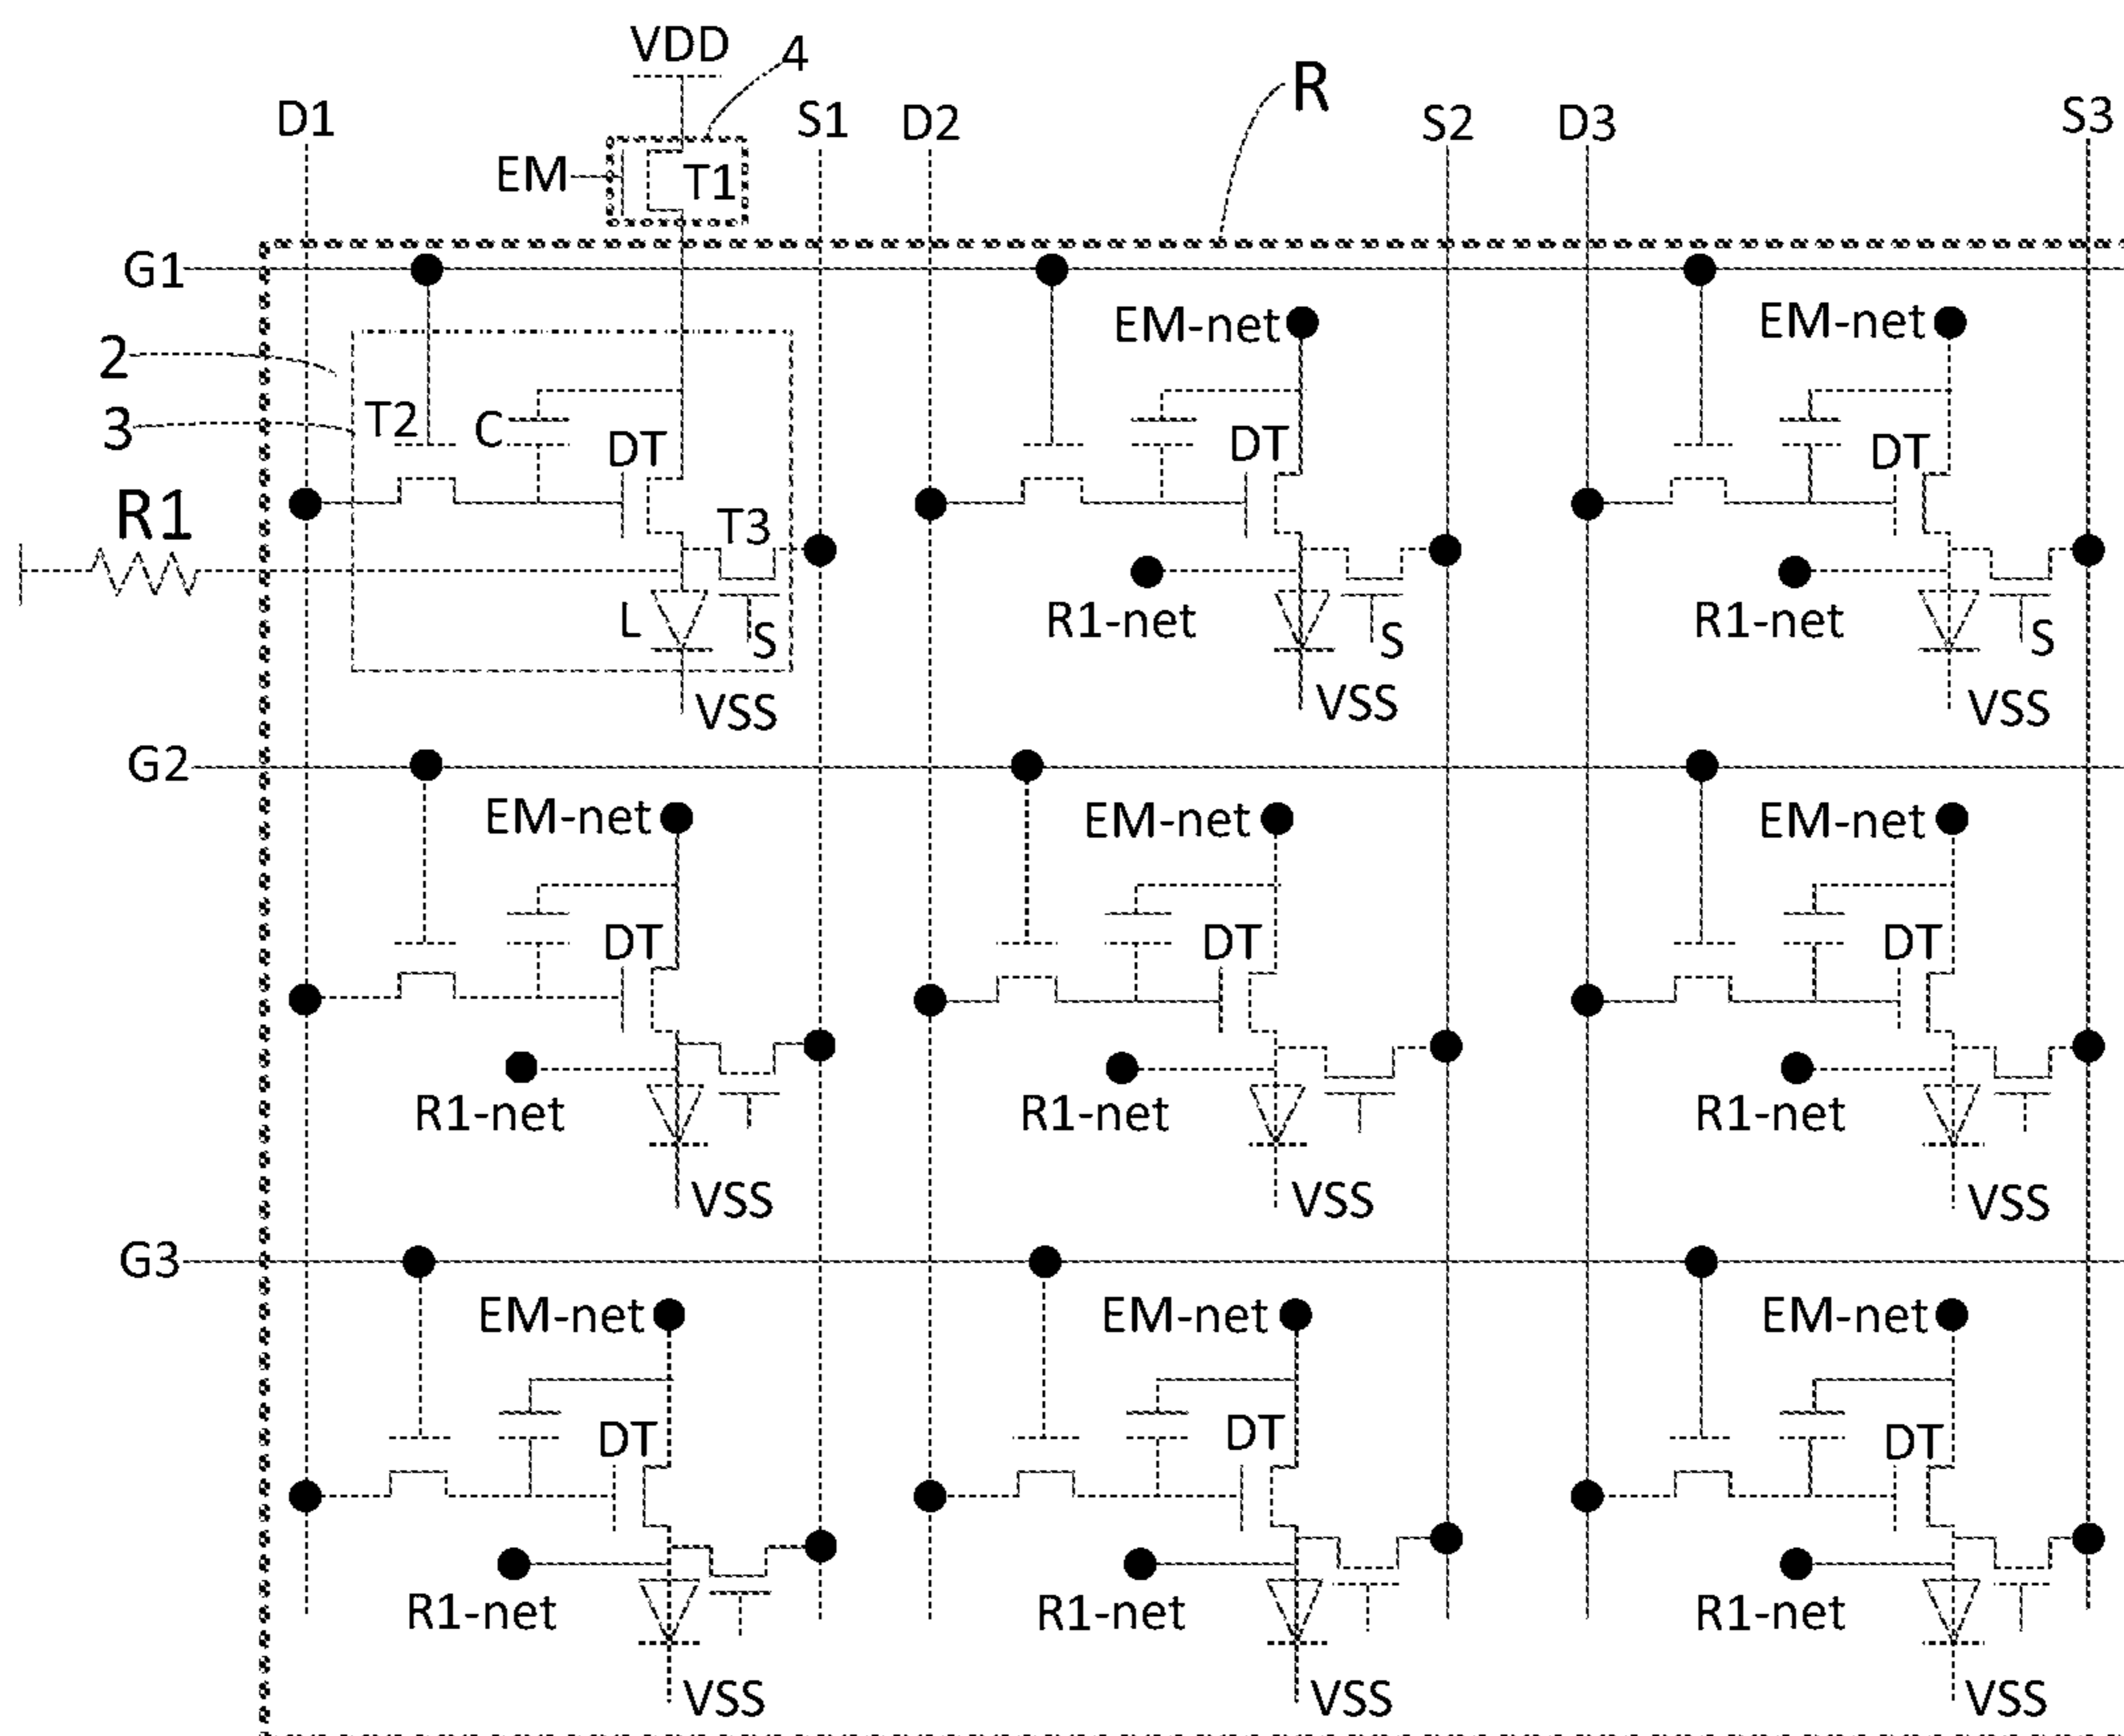 VDD
4
D1
S1
D2
R
S2
D3
S3
EM
T1
G1
EM-net
EM-net
2
3
T2
C
DT
DT
DT
R1
T3
R1-net
R1-net
L
S
S
S
VSS
VSS
VSS
G2
EM-net
EM-net
EM-net
DT
DT
DT
R1-net
R1-net
R1-net
VSS
VSS
VSS
G3
EM-net
EM-net
EM-net
DT
DT
DT
R1-net
R1-net
R1-net
VSS
VSS
VSS